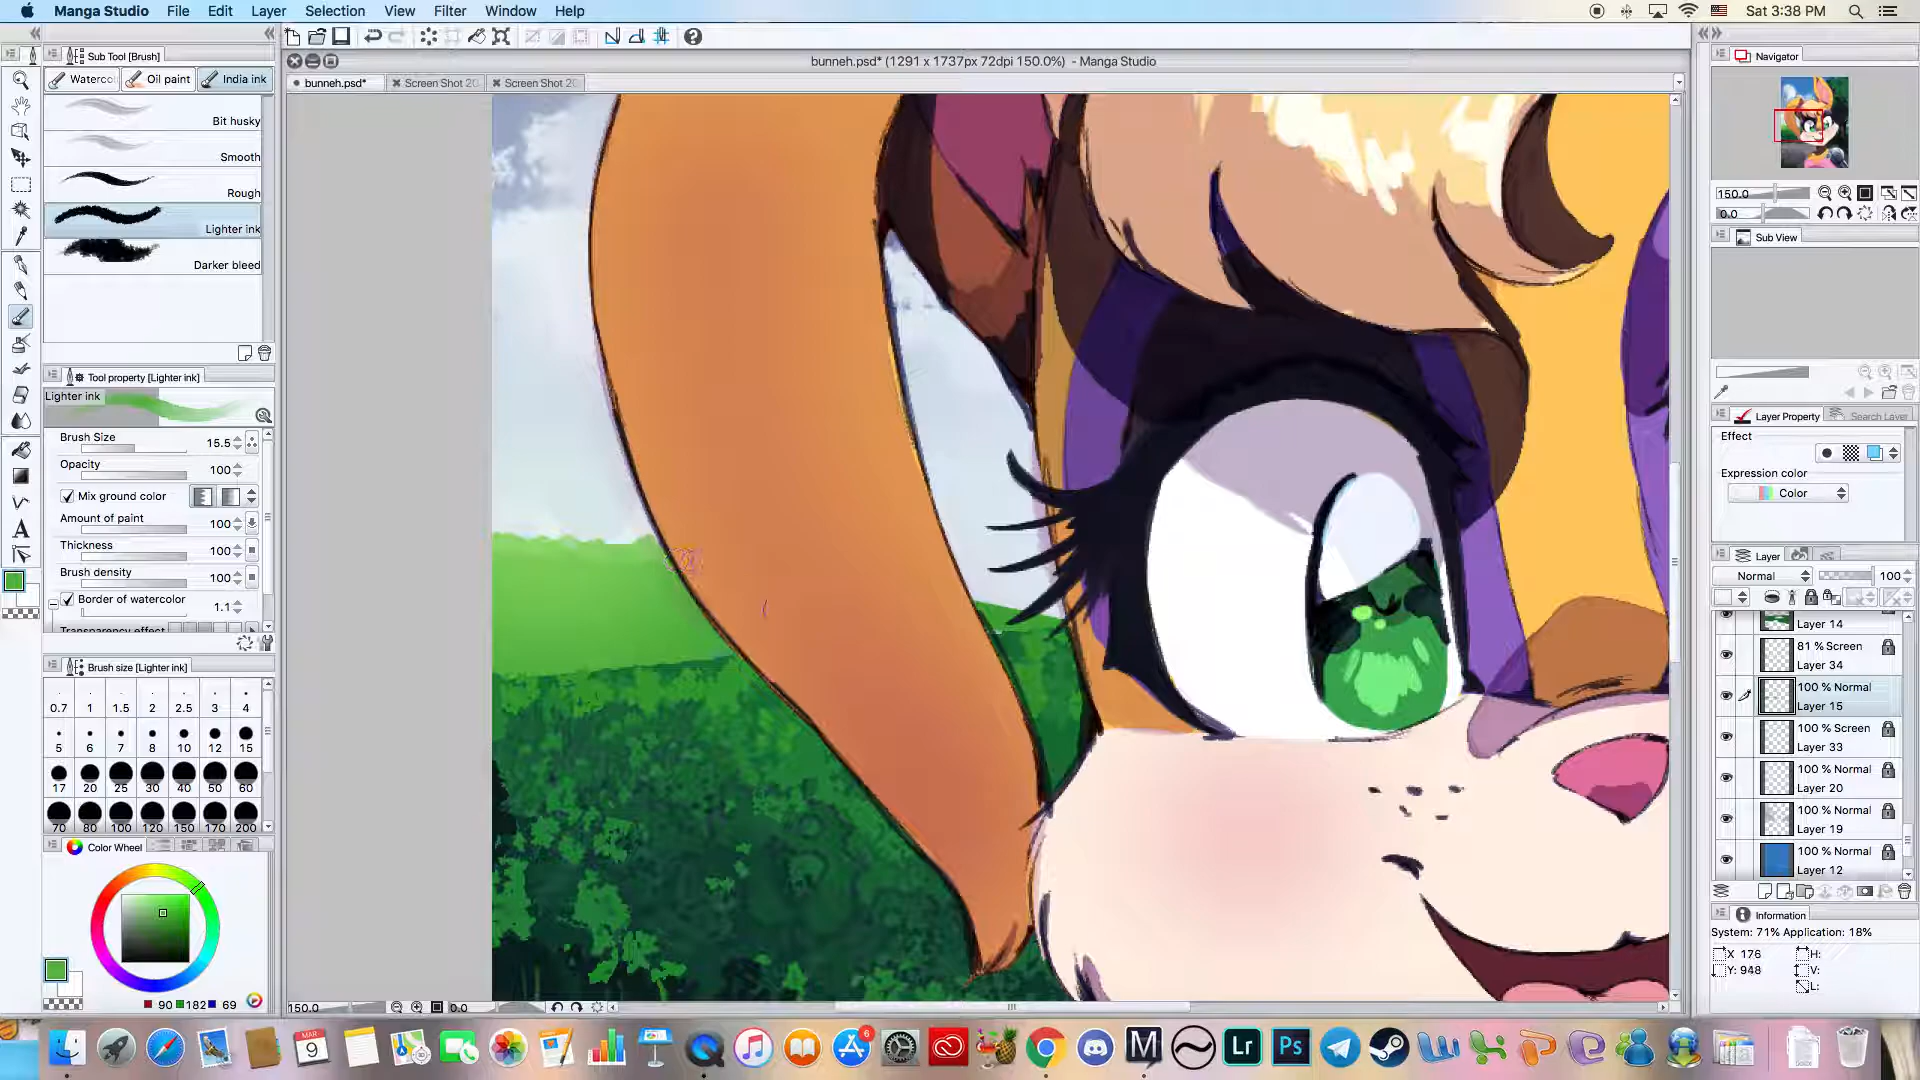 Manga Studio File Edit Layer Selection View Filter Window Help Sat 3:38 PM
Sub Tool [Brush]
Oil paint India ink
Bit husky
Smooth
Rough
Lighter ink
Darker bleed
Tool property [Lighter ink]
Lighter ink
Brush Size 15.5
Opacity 100
Mix ground color
Amount of paint 100
Thickness 100
Brush density 100
Border of watercolor 1.1
Brush size [Lighter ink]
0.7 1 1.5 2 2.5 3 4
5 6 7 8 10 12 15
17 20 25 30 40 50 60
70 80 100 120 150 170 200
Color Wheel
90 182 69
bunneh.psd* (1291 x 1737px 72dpi 150.0%) - Manga Studio
bunneh.psd* Screen Shot 20 Screen Shot 20
150.0 0.0
Navigator
150.0
0.0
Sub View
Layer Property Search Layer
Effect
Expression color
Color
Layer
Normal 100
Layer 14
81 % Screen
Layer 34
100 % Normal
Layer 15
100 % Screen
Layer 33
100 % Normal
Layer 20
100 % Normal
Layer 19
100 % Normal
Layer 12
Information
System: 71% Application: 18%
X 176 H:
Y: 948 V:
L:
MAR
9
6
Lr
Ps